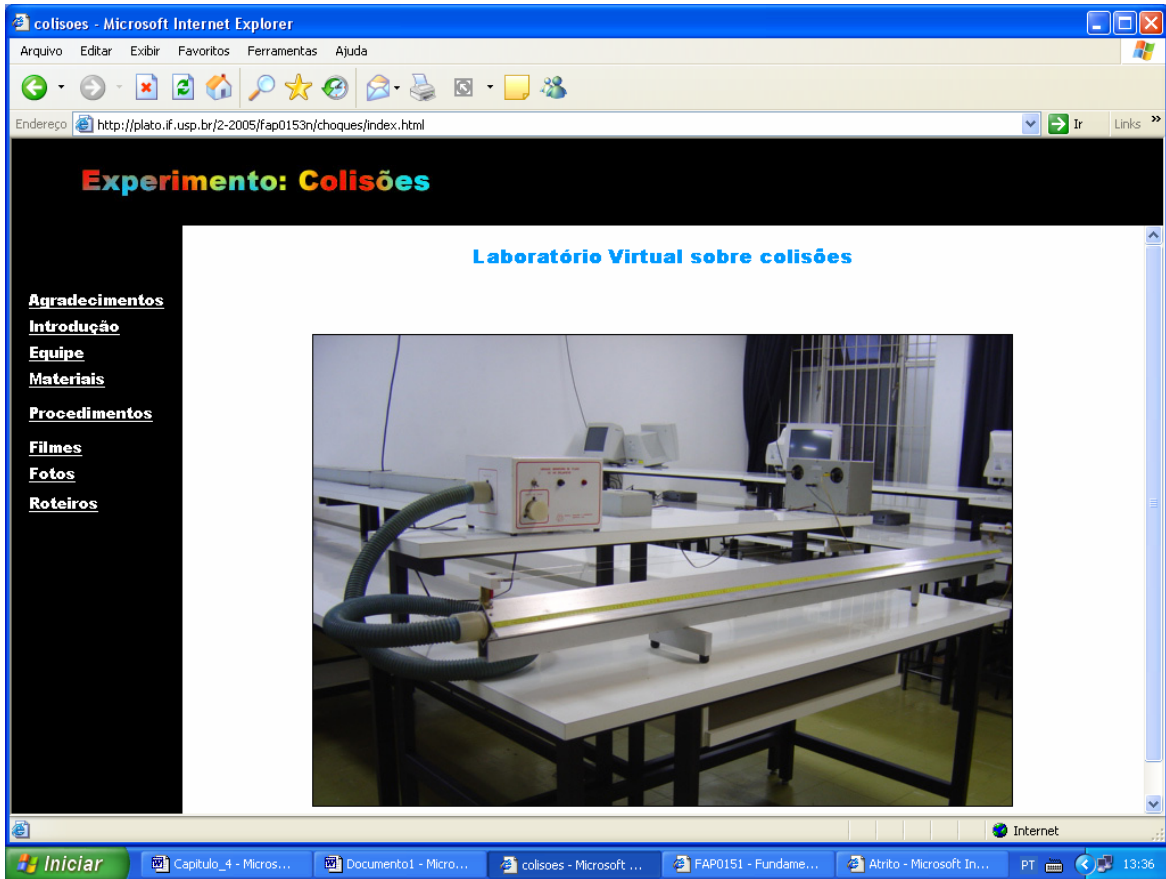 colisoes - Microsoft Internet Explorer
Arquivo Editar Exibir Favoritos Ferramentas Ajuda
Endereço http://plato.if.usp.br/2-2005/fap0153n/choques/index.html Ir Links »
Experimento: Colisões
Laboratório Virtual sobre colisões
Agradecimentos
Introdução
Equipe
Materiais
Procedimentos
Filmes
Fotos
Roteiros
Internet
Iniciar Capitulo_4 - Micros... Documento1 - Micro... colisoes - Microsoft ... FAP0151 - Fundame... Atrito - Microsoft In... PT 13:36